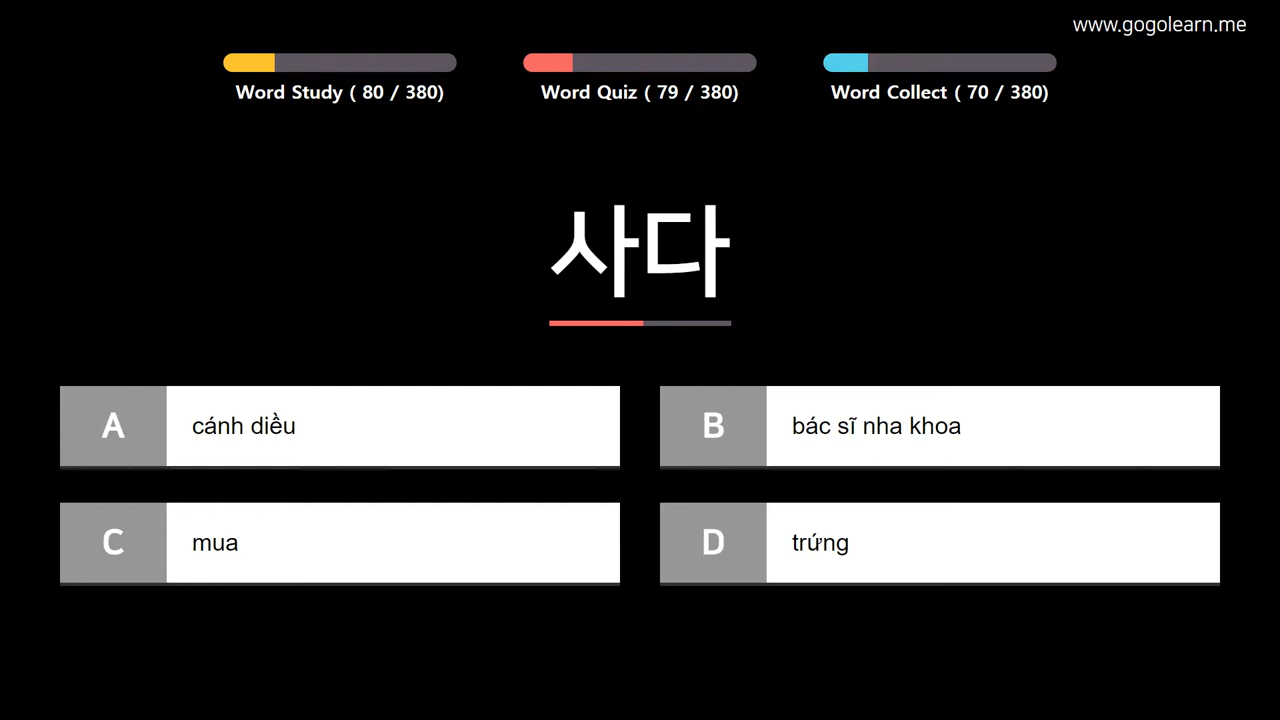 www.gogolearn.me
Word Study ( 80 / 380)
Word Quiz ( 79 / 380)
Word Collect ( 70 / 380)
사다
A cánh diều
B bác sĩ nha khoa
C mua
D trứng